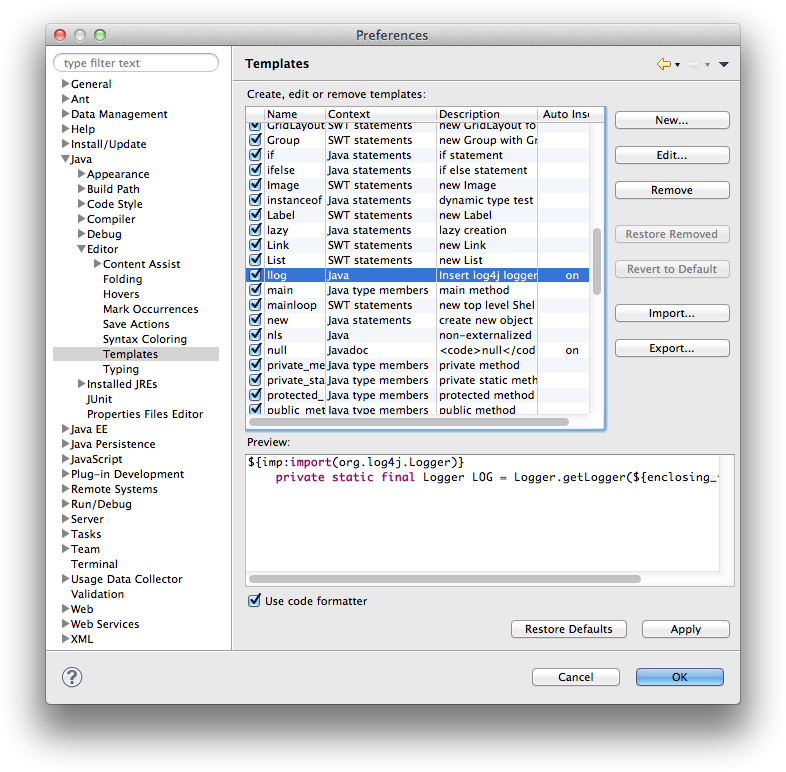 Preferences
type filter text
General
Ant
Data Management
Help
Install/Update
Java
Appearance
Build Path
Code Style
Compiler
Debug
Editor
Content Assist
Folding
Hovers
Mark Occurrences
Save Actions
Syntax Coloring
Templates
Typing
Installed JREs
JUnit
Properties Files Editor
Java EE
Java Persistence
JavaScript
Plug-in Development
Remote Systems
Run/Debug
Server
Tasks
Team
Terminal
Usage Data Collector
Validation
Web
Web Services
XML
Templates
Create, edit or remove templates:
Name Context Description Auto Inse
GridLayout SWT statements new GridLayout fo
Group SWT statements new Group with Gr
if Java statements if statement
ifelse Java statements if else statement
Image SWT statements new Image
instanceof Java statements dynamic type test
Label SWT statements new Label
lazy Java statements lazy creation
Link SWT statements new Link
List SWT statements new List
llog Java Insert log4j logger on
main Java type members main method
mainloop SWT statements new top level Shel
new Java statements create new object
nls Java non-externalized
null Javadoc <code>null</cod on
private_me Java type members private method
private_sta Java type members private static meth
protected_ Java type members protected method
public_met Java type members public method
New...
Edit...
Remove
Restore Removed
Revert to Default
Import...
Export...
Preview:
${imp:import(org.log4j.Logger)}
private static final Logger LOG = Logger.getLogger(${enclosing_
Use code formatter
Restore Defaults
Apply
?
Cancel
OK